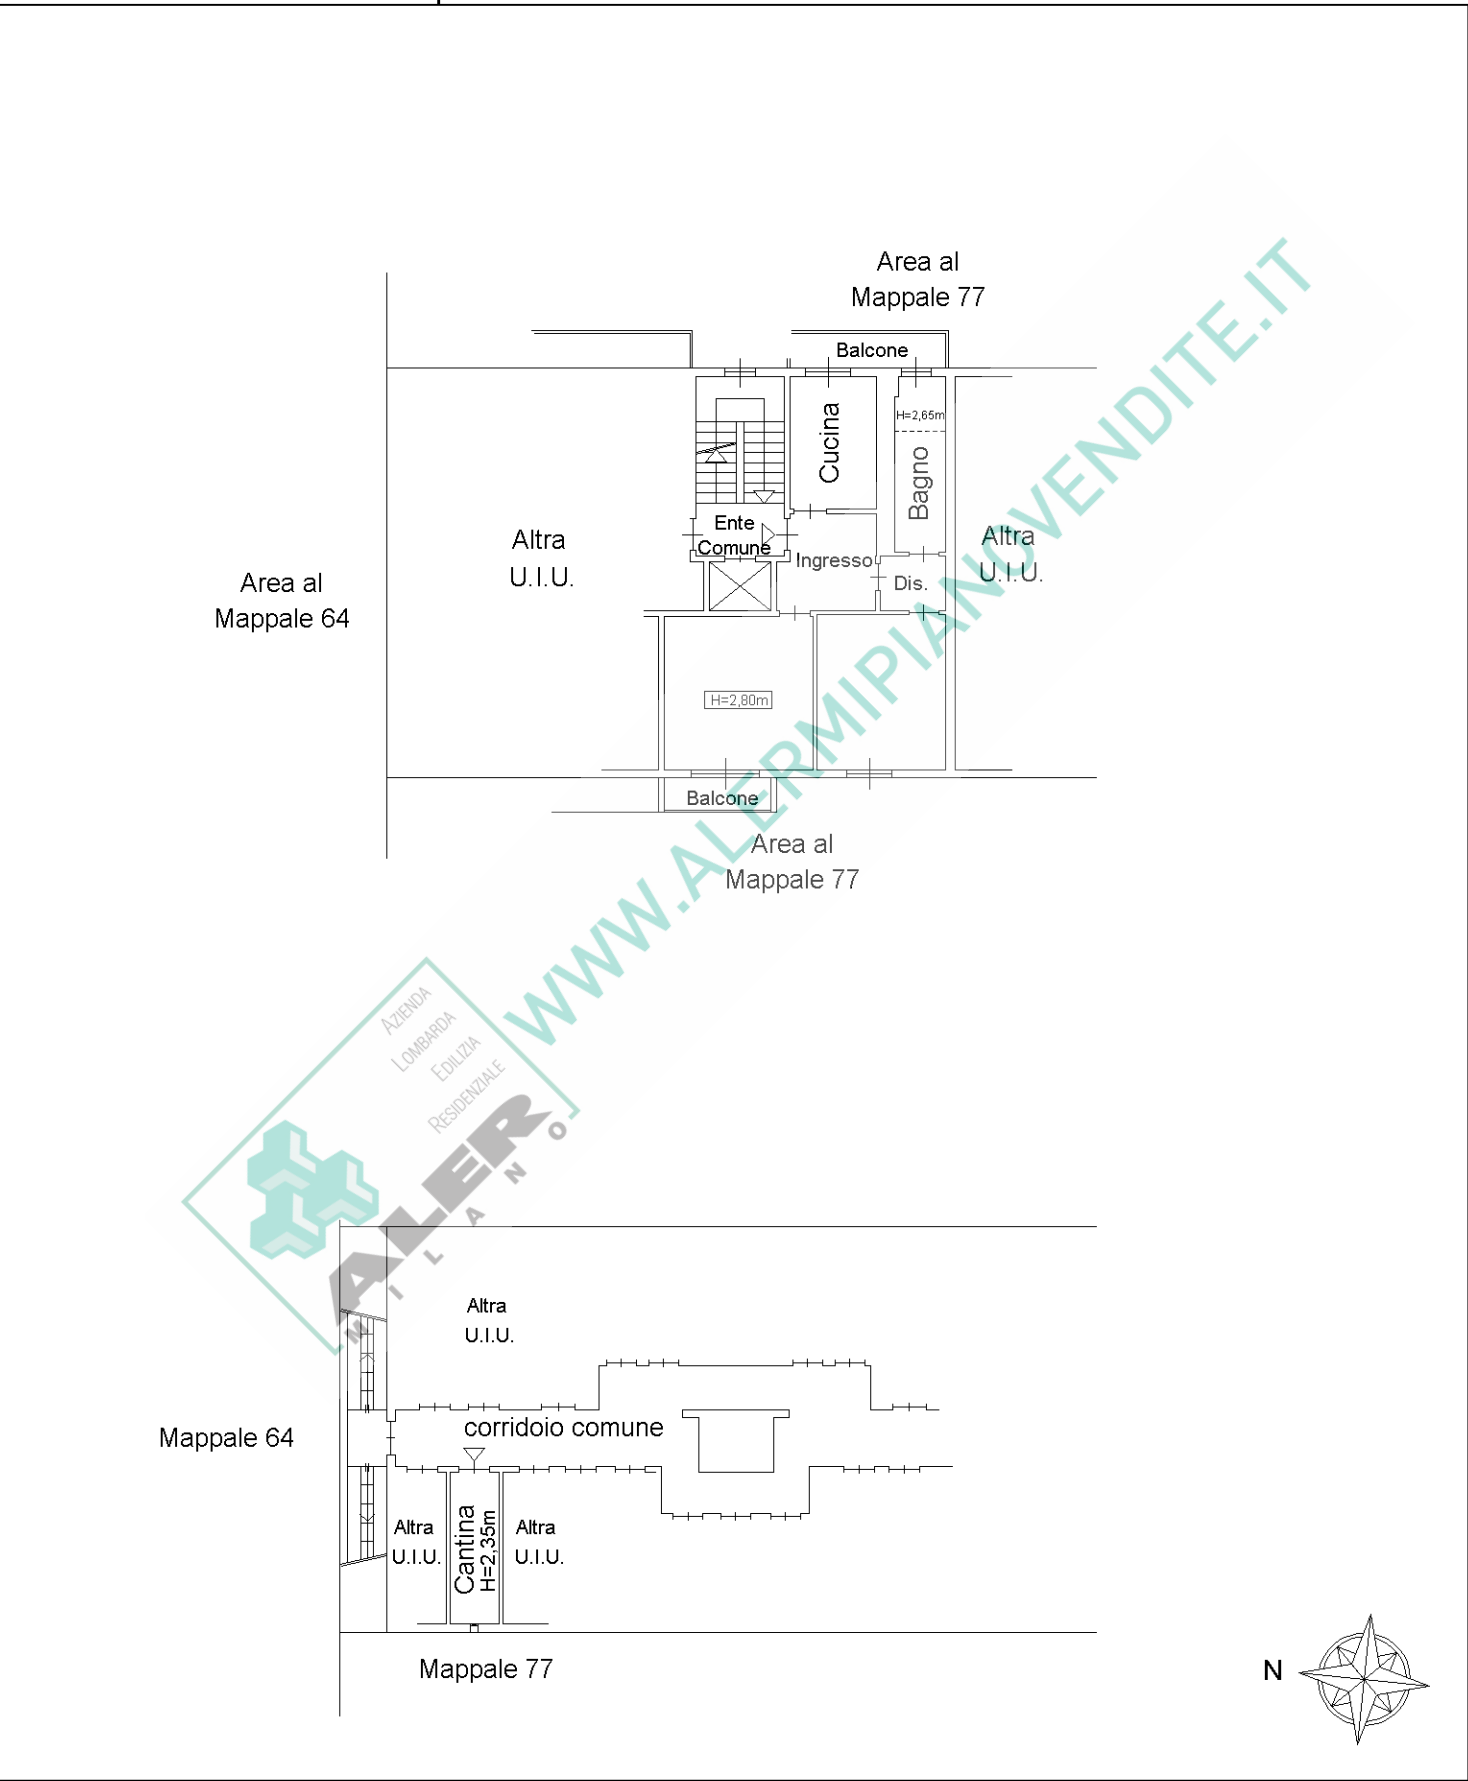 Area al
Mappale 77
Balcone
Cucina
H=2,65m
Bagno
Ente
Comune
Ingresso
Dis.
Altra
U.I.U.
Altra
U.I.U.
Area al
Mappale 64
H=2,80m
Balcone
Area al
Mappale 77
WWW.ALERMIPIANOVENDITE.IT
AZIENDA
LOMBARDA
EDILIZIA
RESIDENZIALE
ALER
MILANO
Altra
U.I.U.
corridoio comune
Mappale 64
Altra
U.I.U.
Cantina
H=2,35m
Altra
U.I.U.
Mappale 77
N